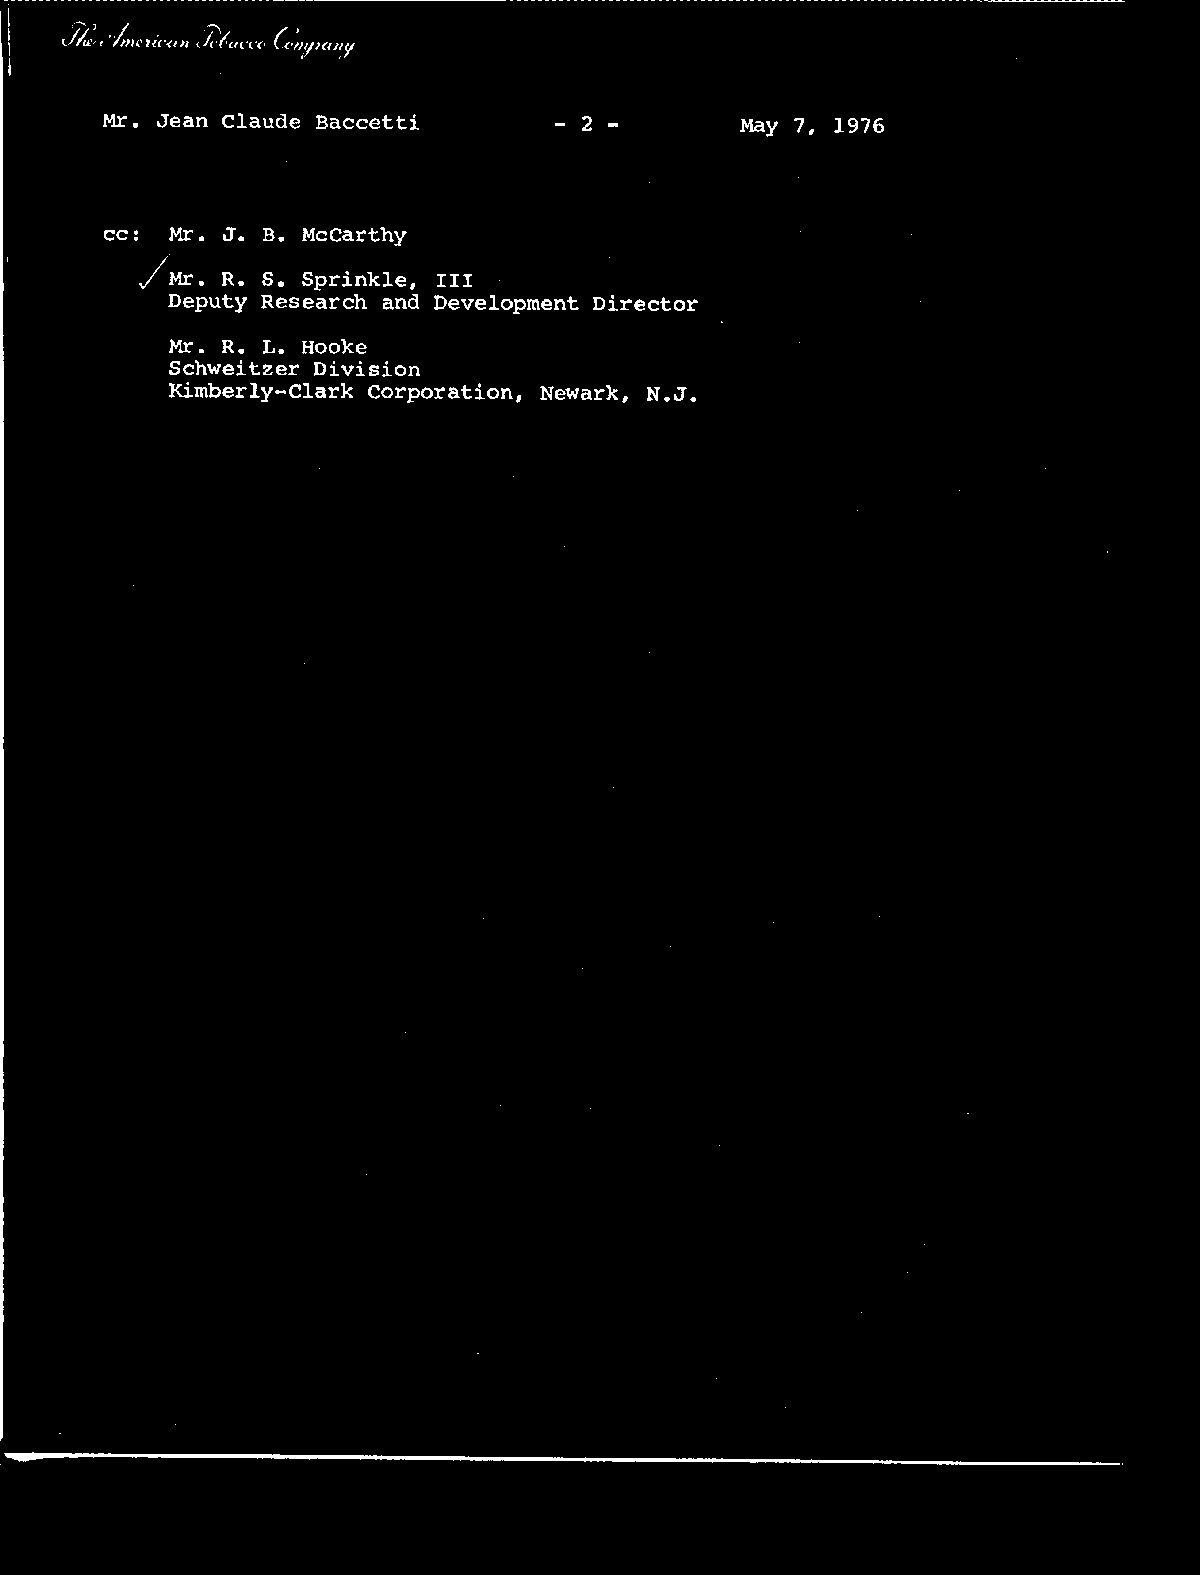 The American Tobacco Company
Mr. Jean Claude Baccetti - 2 - May 7, 1976
cc: Mr. J. B. McCarthy
Mr. R. S. Sprinkle, III
Deputy Research and Development Director
Mr. R. L. Hooke
Schweitzer Division
Kimberly-Clark Corporation, Newark, N.J.